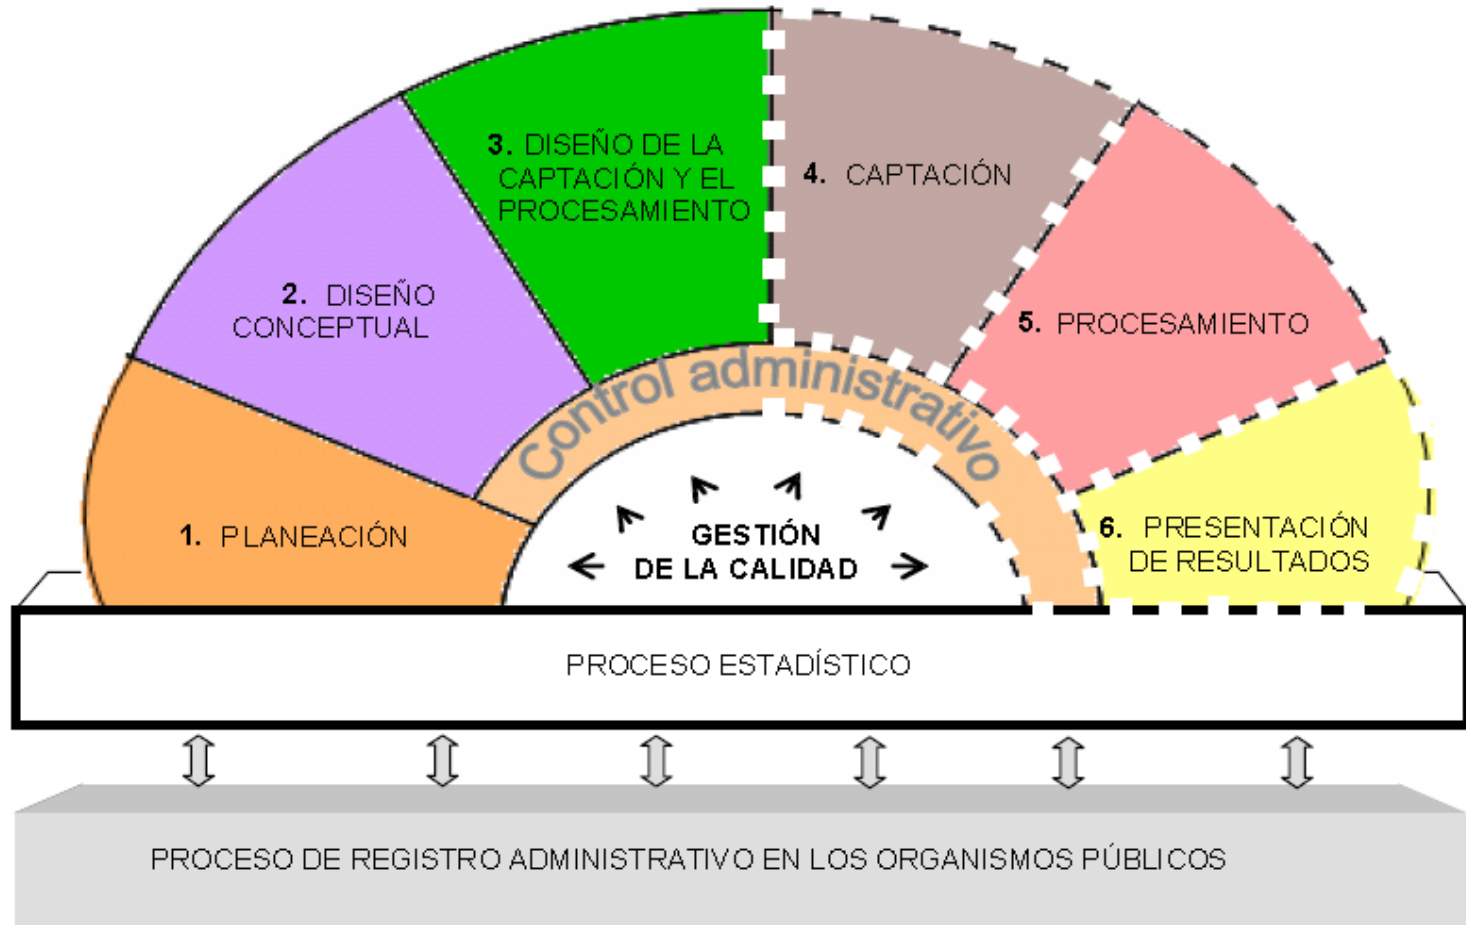 3. DISEÑO DE LA
CAPTACIÓN Y EL
PROCESAMIENTO
4. CAPTACIÓN
2. DISEÑO
CONCEPTUAL
5. PROCESAMIENTO
Control administrativo
1. PLANEACIÓN
GESTIÓN
DE LA CALIDAD
6. PRESENTACIÓN
DE RESULTADOS
PROCESO ESTADÍSTICO
PROCESO DE REGISTRO ADMINISTRATIVO EN LOS ORGANISMOS PÚBLICOS